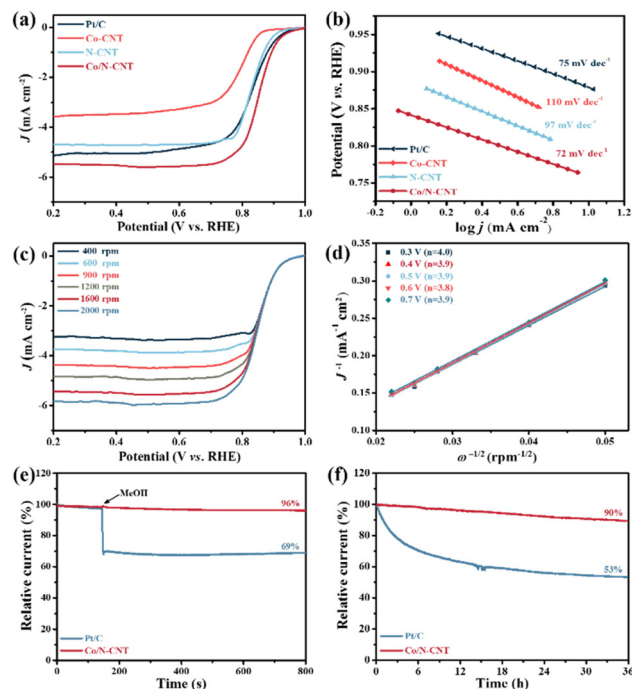 (a)
Pt/C
Co-CNT
N-CNT
Co/N-CNT
J (mA cm⁻²)
0
-2
-4
-6
0.2 0.4 0.6 0.8 1.0
Potential (V vs. RHE)
(b)
75 mV dec⁻¹
110 mV dec⁻¹
97 mV dec⁻¹
72 mV dec⁻¹
Pt/C
Co-CNT
N-CNT
Co/N-CNT
Potential (V vs. RHE)
0.95
0.90
0.85
0.80
0.75
-0.4 0.0 0.4 0.8 1.2
log j (mA cm⁻²)
(c)
400 rpm
600 rpm
900 rpm
1200 rpm
1600 rpm
2000 rpm
J (mA cm⁻²)
0
-2
-4
-6
0.2 0.4 0.6 0.8 1.0
Potential (V vs. RHE)
(d)
0.3 V (n=4.0)
0.4 V (n=3.9)
0.5 V (n=3.9)
0.6 V (n=3.8)
0.7 V (n=3.9)
J⁻¹ (mA⁻¹ cm²)
0.35
0.30
0.25
0.20
0.15
0.10
0.02 0.03 0.04 0.05
ω⁻¹/² (rpm⁻¹/²)
(e)
MeOH
96%
69%
Pt/C
Co/N-CNT
Relative current (%)
120
100
80
60
40
20
0
0 200 400 600 800
Time (s)
(f)
90%
53%
Pt/C
Co/N-CNT
Relative current (%)
120
100
80
60
40
20
0
0 6 12 18 24 30 36
Time (h)